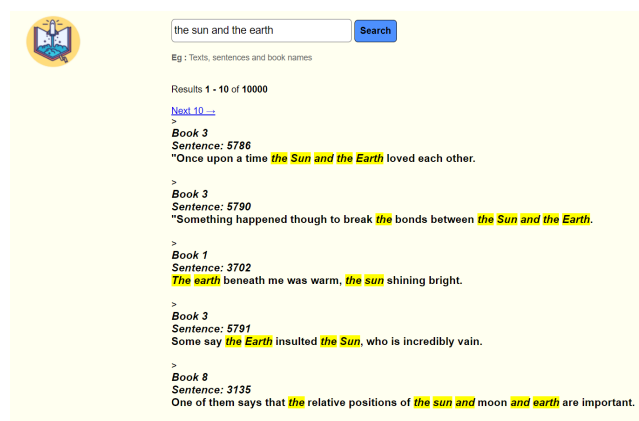 the sun and the earth
Search
Eg : Texts, sentences and book names
Results 1 - 10 of 10000
Next 10 →
>
Book 3
Sentence: 5786
"Once upon a time the Sun and the Earth loved each other.
>
Book 3
Sentence: 5790
"Something happened though to break the bonds between the Sun and the Earth.
>
Book 1
Sentence: 3702
The earth beneath me was warm, the sun shining bright.
>
Book 3
Sentence: 5791
Some say the Earth insulted the Sun, who is incredibly vain.
>
Book 8
Sentence: 3135
One of them says that the relative positions of the sun and moon and earth are important.